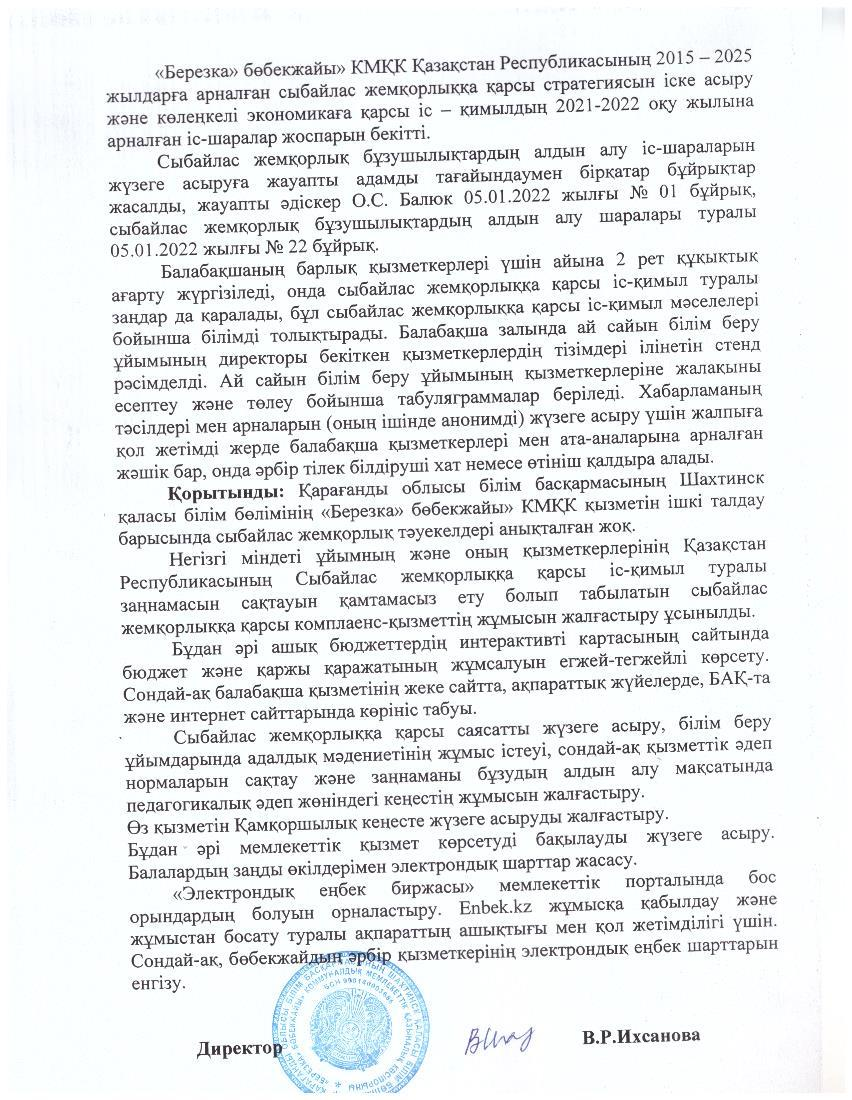 «Березка» бөбекжайы» КМҚК Қазақстан Республикасының 2015 – 2025
жылдарға арналған сыбайлас жемқорлыққа қарсы стратегиясын іске асыру
және көлеңкелі экономикаға қарсы іс – қимылдың 2021-2022 оқу жылына
арналған іс-шаралар жоспарын бекітті.
Сыбайлас жемқорлық бұзушылықтардың алдын алу іс-шараларын
жүзеге асыруға жауапты адамды тағайындаумен бірқатар бұйрықтар
жасалды, жауапты әдіскер О.С. Балюк 05.01.2022 жылғы № 01 бұйрық,
сыбайлас жемқорлық бұзушылықтардың алдын алу шаралары туралы
05.01.2022 жылғы № 22 бұйрық.
Балабақшаның барлық қызметкерлері үшін айына 2 рет құқықтық
ағарту жүргізіледі, онда сыбайлас жемқорлыққа қарсы іс-қимыл туралы
заңдар да қаралады, бұл сыбайлас жемқорлыққа қарсы іс-қимыл мәселелері
бойынша білімді толықтырады. Балабақша залында ай сайын білім беру
ұйымының директоры бекіткен қызметкерлердің тізімдері ілінетін стенд
рәсімделді. Ай сайын білім беру ұйымының қызметкерлеріне жалақыны
есептеу және төлеу бойынша табуляграммалар беріледі. Хабарламаның
тәсілдері мен арналарын (оның ішінде анонимді) жүзеге асыру үшін жалпыға
қол жетімді жерде балабақша қызметкерлері мен ата-аналарына арналған
жәшік бар, онда әрбір тілек білдіруші хат немесе өтініш қалдыра алады.
Қорытынды: Қарағанды облысы білім басқармасының Шахтинск
қаласы білім бөлімінің «Березка» бөбекжайы» КМҚК қызметін ішкі талдау
барысында сыбайлас жемқорлық тәуекелдері анықталған жоқ.
Негізгі міндеті ұйымның және оның қызметкерлерінің Қазақстан
Республикасының Сыбайлас жемқорлыққа қарсы іс-қимыл туралы
заңнамасын сақтауын қамтамасыз ету болып табылатын сыбайлас
жемқорлыққа қарсы комплаенс-қызметтің жұмысын жалғастыру ұсынылды.
Бұдан әрі ашық бюджеттердің интерактивті картасының сайтында
бюджет және қаржы қаражатының жұмсалуын егжей-тегжейлі көрсету.
Сондай-ақ балабақша қызметінің жеке сайтта, ақпараттық жүйелерде, БАҚ-та
және интернет сайттарында көрініс табуы.
Сыбайлас жемқорлыққа қарсы саясатты жүзеге асыру, білім беру
ұйымдарында адалдық мәдениетінің жұмыс істеуі, сондай-ақ қызметтік әдеп
нормаларын сақтау және заңнаманы бұзудың алдын алу мақсатында
педагогикалық әдеп жөніндегі кеңестің жұмысын жалғастыру.
Өз қызметін Қамқоршылық кеңесте жүзеге асыруды жалғастыру.
Бұдан әрі мемлекеттік қызмет көрсетуді бақылауды жүзеге асыру.
Балалардың заңды өкілдерімен электрондық шарттар жасасу.
«Электрондық еңбек биржасы» мемлекеттік порталында бос
орындардың болуын орналастыру. Enbek.kz жұмысқа қабылдау және
жұмыстан босату туралы ақпараттың ашықтығы мен қол жетімділігі үшін.
Сондай-ақ, бөбекжайдың әрбір қызметкерінің электрондық еңбек шарттарын
енгізу.
Директор В.Р.Ихсанова